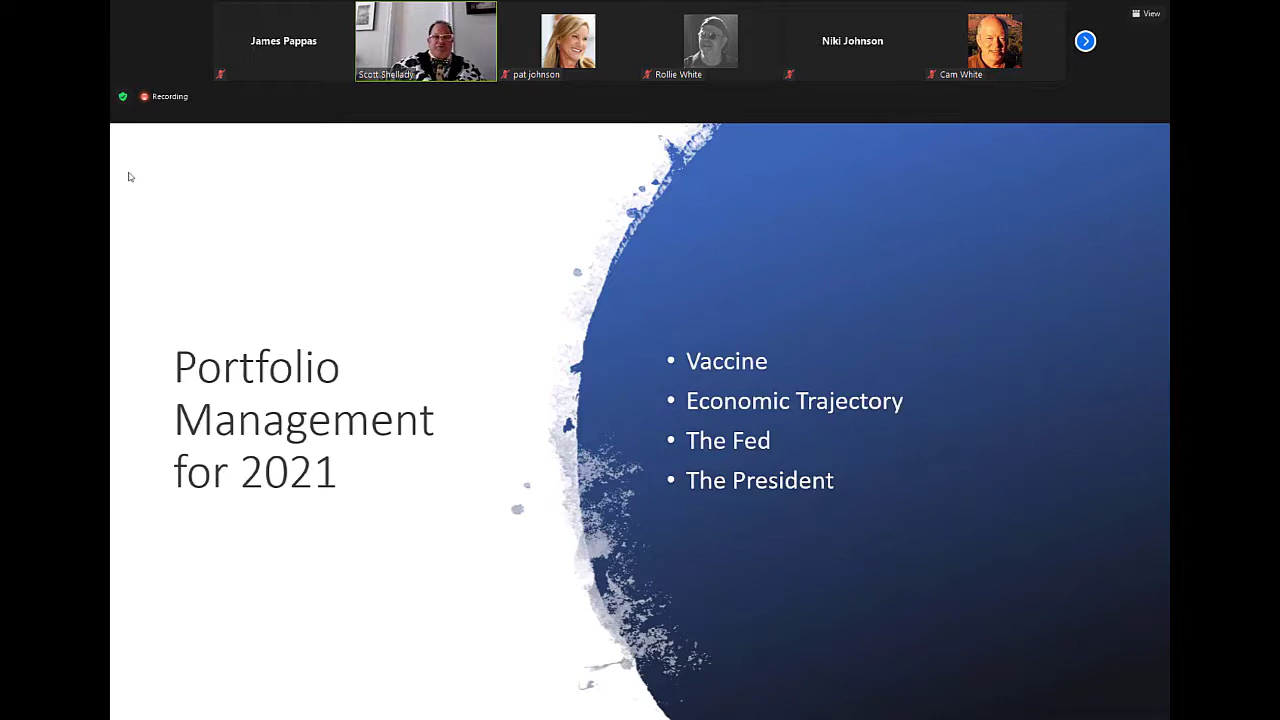 James Pappas
Scott Shellady
pat johnson
Rollie White
Niki Johnson
Cam White
View
Recording
Portfolio
Management
for 2021
• Vaccine
• Economic Trajectory
• The Fed
• The President